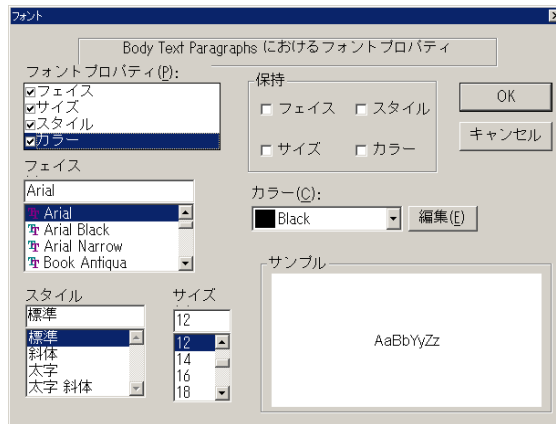 フォント
Body Text Paragraphs におけるフォントプロパティ
フォントプロパティ(P):
フェイス
サイズ
スタイル
カラー
保持
フェイス スタイル
サイズ カラー
OK
キャンセル
フェイス
Arial
Arial
Arial Black
Arial Narrow
Book Antiqua
カラー(C):
Black
編集(E)
スタイル
標準
標準
斜体
太字
太字 斜体
サイズ
12
12
14
16
18
サンプル
AaBbYyZz